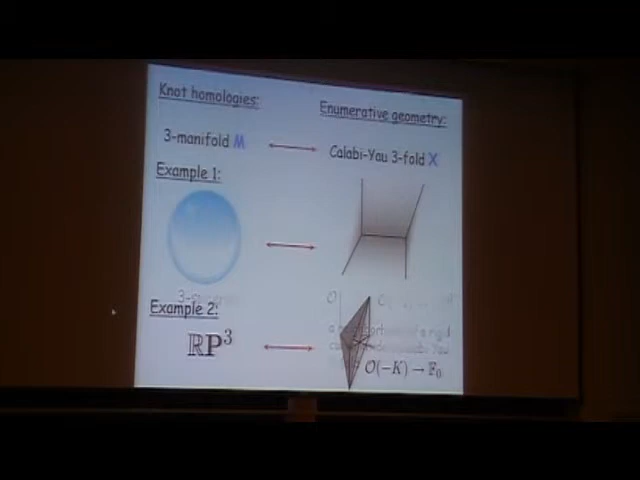 Knot homologies:
Enumerative geometry:
3-manifold M
Calabi-Yau 3-fold X
Example 1:
Example 2:
ℝP³
𝒪(−K) → 𝔽₀